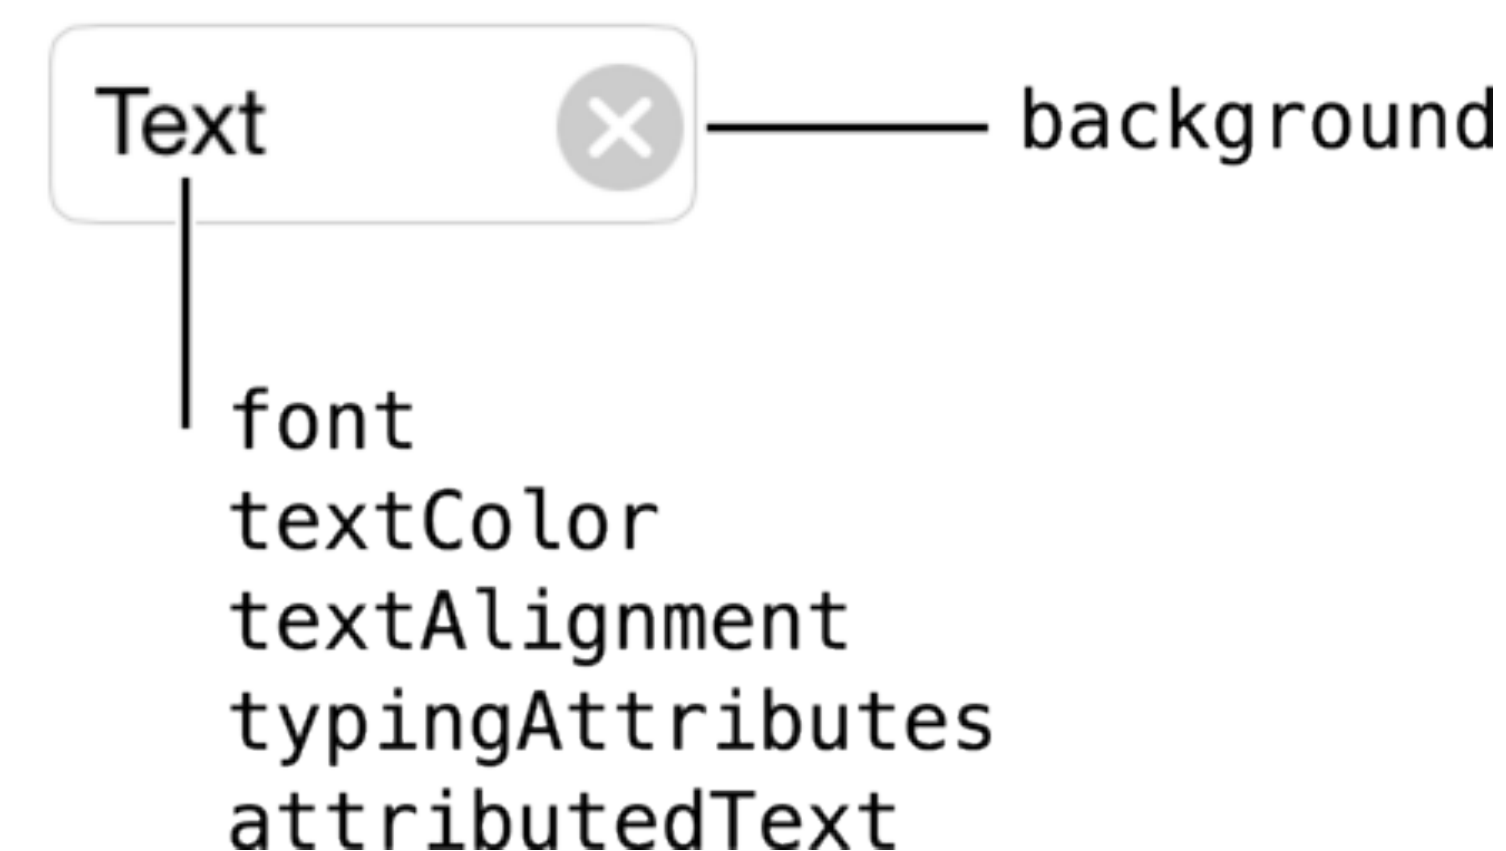 Text
background
font
textColor
textAlignment
typingAttributes
attributedText